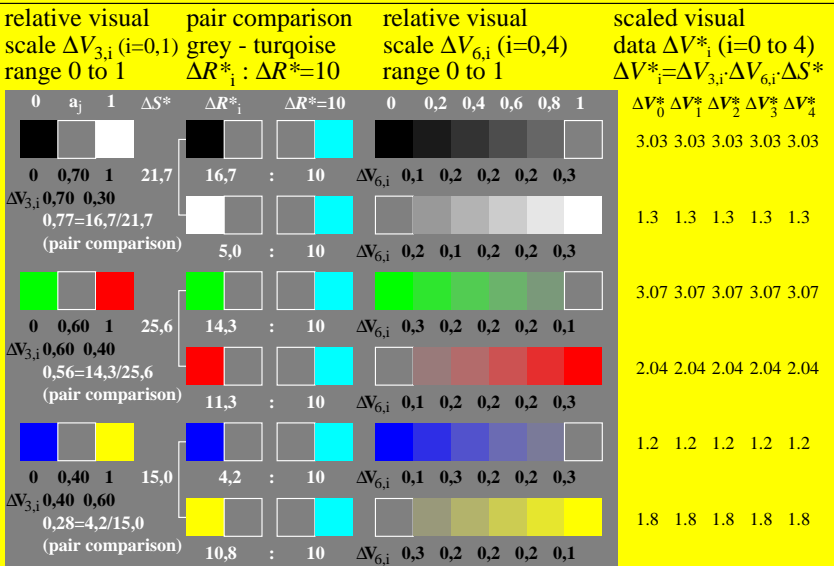 relative visual pair comparison relative visual scaled visual
scale ΔV3,i (i=0,1) grey - turqoise scale ΔV6,i (i=0,4) data ΔV*i (i=0 to 4)
range 0 to 1 ΔR*i : ΔR*=10 range 0 to 1 ΔV*i=ΔV3,i·ΔV6,i·ΔS*
0 aj 1 ΔS* ΔR*i ΔR*=10 0 0,2 0,4 0,6 0,8 1 ΔV*0 ΔV*1 ΔV*2 ΔV*3 ΔV*4
3.03 3.03 3.03 3.03 3.03
0 0,70 1 21,7 16,7 : 10 ΔV6,i 0,1 0,2 0,2 0,2 0,3
ΔV3,i 0,70 0,30
0,77=16,7/21,7 1.3 1.3 1.3 1.3 1.3
(pair comparison) 5,0 : 10 ΔV6,i 0,2 0,1 0,2 0,2 0,3
3.07 3.07 3.07 3.07 3.07
0 0,60 1 25,6 14,3 : 10 ΔV6,i 0,3 0,2 0,2 0,2 0,1
ΔV3,i 0,60 0,40
0,56=14,3/25,6 2.04 2.04 2.04 2.04 2.04
(pair comparison) 11,3 : 10 ΔV6,i 0,1 0,2 0,2 0,2 0,3
1.2 1.2 1.2 1.2 1.2
0 0,40 1 15,0 4,2 : 10 ΔV6,i 0,1 0,3 0,2 0,2 0,3
ΔV3,i 0,40 0,60
0,28=4,2/15,0 1.8 1.8 1.8 1.8 1.8
(pair comparison) 10,8 : 10 ΔV6,i 0,3 0,2 0,2 0,2 0,1